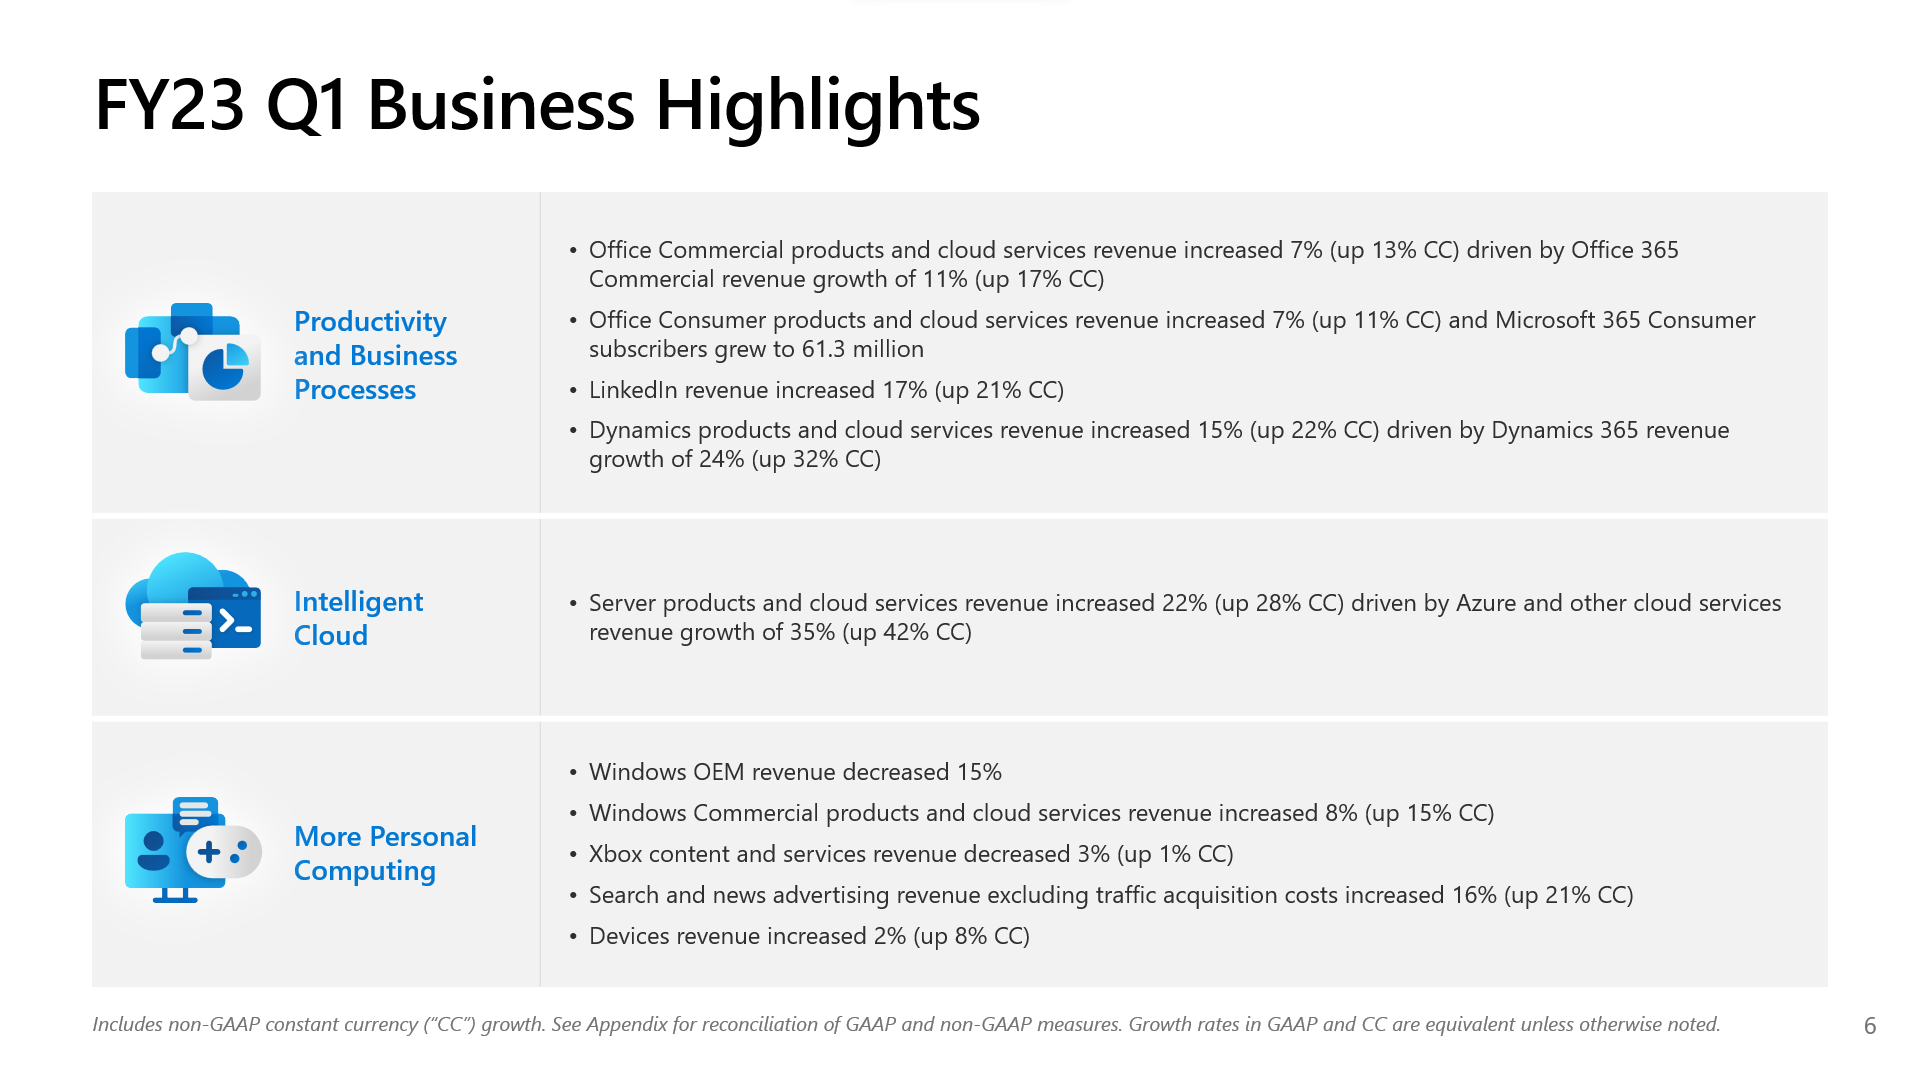 FY23 Q1 Business Highlights
Productivity
and Business
Processes
• Office Commercial products and cloud services revenue increased 7% (up 13% CC) driven by Office 365
Commercial revenue growth of 11% (up 17% CC)
• Office Consumer products and cloud services revenue increased 7% (up 11% CC) and Microsoft 365 Consumer
subscribers grew to 61.3 million
• LinkedIn revenue increased 17% (up 21% CC)
• Dynamics products and cloud services revenue increased 15% (up 22% CC) driven by Dynamics 365 revenue
growth of 24% (up 32% CC)
Intelligent
Cloud
• Server products and cloud services revenue increased 22% (up 28% CC) driven by Azure and other cloud services
revenue growth of 35% (up 42% CC)
More Personal
Computing
• Windows OEM revenue decreased 15%
• Windows Commercial products and cloud services revenue increased 8% (up 15% CC)
• Xbox content and services revenue decreased 3% (up 1% CC)
• Search and news advertising revenue excluding traffic acquisition costs increased 16% (up 21% CC)
• Devices revenue increased 2% (up 8% CC)
Includes non-GAAP constant currency (“CC”) growth. See Appendix for reconciliation of GAAP and non-GAAP measures. Growth rates in GAAP and CC are equivalent unless otherwise noted.
6